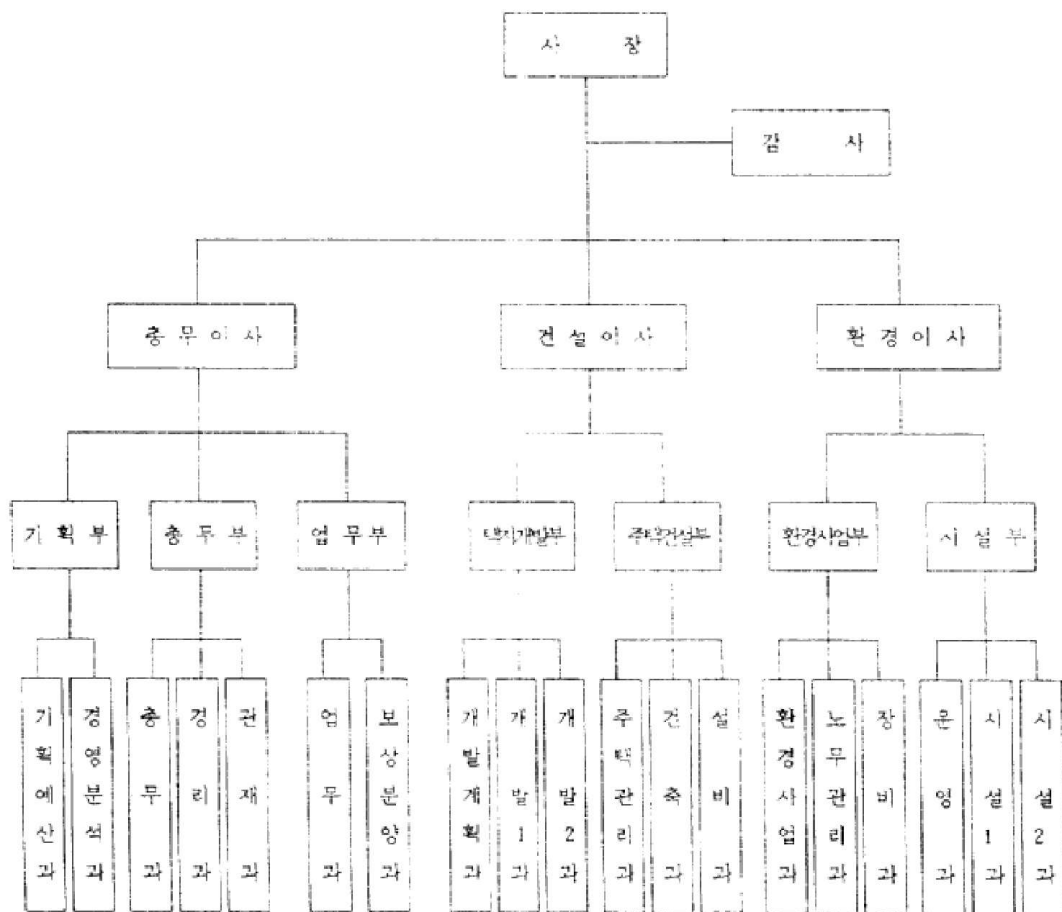 사 장
감 사
총무이사
건설이사
환경이사
기획부
총무부
업무부
택지개발부
주택건설부
환경사업부
시설부
기획예산과
경영분석과
총무과
경리과
관재과
업무과
보상분양과
개발계획과
개발1과
개발2과
주택관리과
건축과
설비과
환경사업과
노무관리과
장비과
운영과
시설1과
시설2과